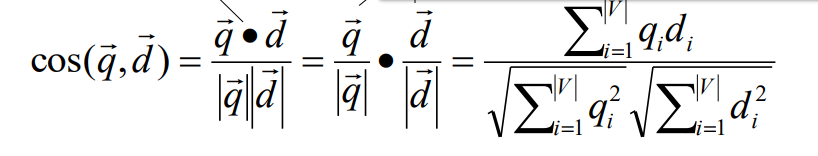 cos(q⃗,d⃗) = (q⃗ • d⃗) / (|q⃗||d⃗|) = q⃗/|q⃗| • d⃗/|d⃗| = (∑_{i=1}^{|V|} q_i d_i) / (√(∑_{i=1}^{|V|} q_i^2) √(∑_{i=1}^{|V|} d_i^2))